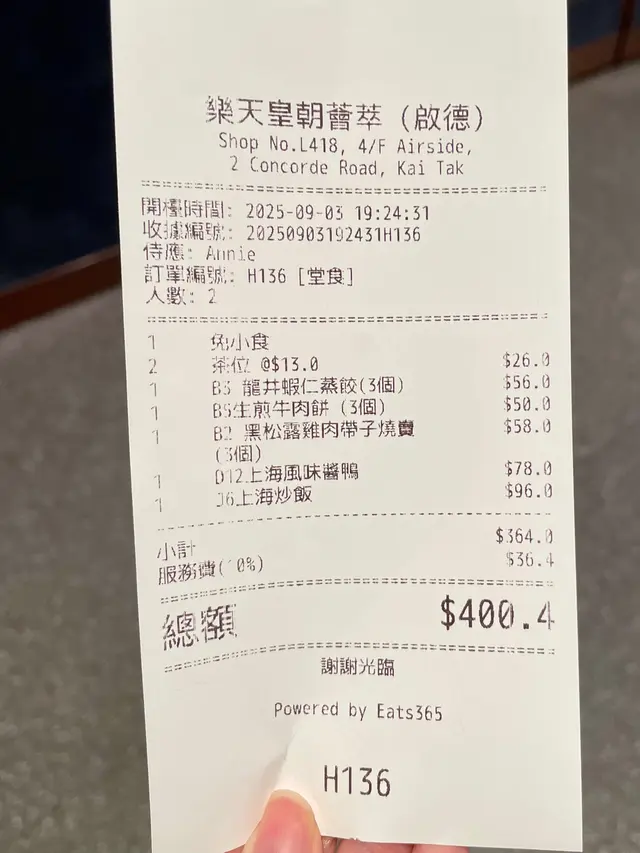 樂天皇朝薈萃 (啟德)
Shop No.L418, 4/F Airside,
2 Concorde Road, Kai Tak
開檯時間: 2025-09-03 19:24:31
收據編號: 20250903192431H136
侍應: Annie
訂單編號: H136 [堂食]
人數: 2
1 免小食
2 茶位 @$13.0 $26.0
1 B3 龍井蝦仁蒸餃(3個) $56.0
1 B5生煎牛肉餅 (3個) $50.0
1 B2 黑松露雞肉帶子燒賣 $58.0
(3個)
1 D12上海風味醬鴨 $78.0
1 J6上海炒飯 $96.0
小計 $364.0
服務費(10%) $36.4
總額 $400.4
謝謝光臨
Powered by Eats365
H136